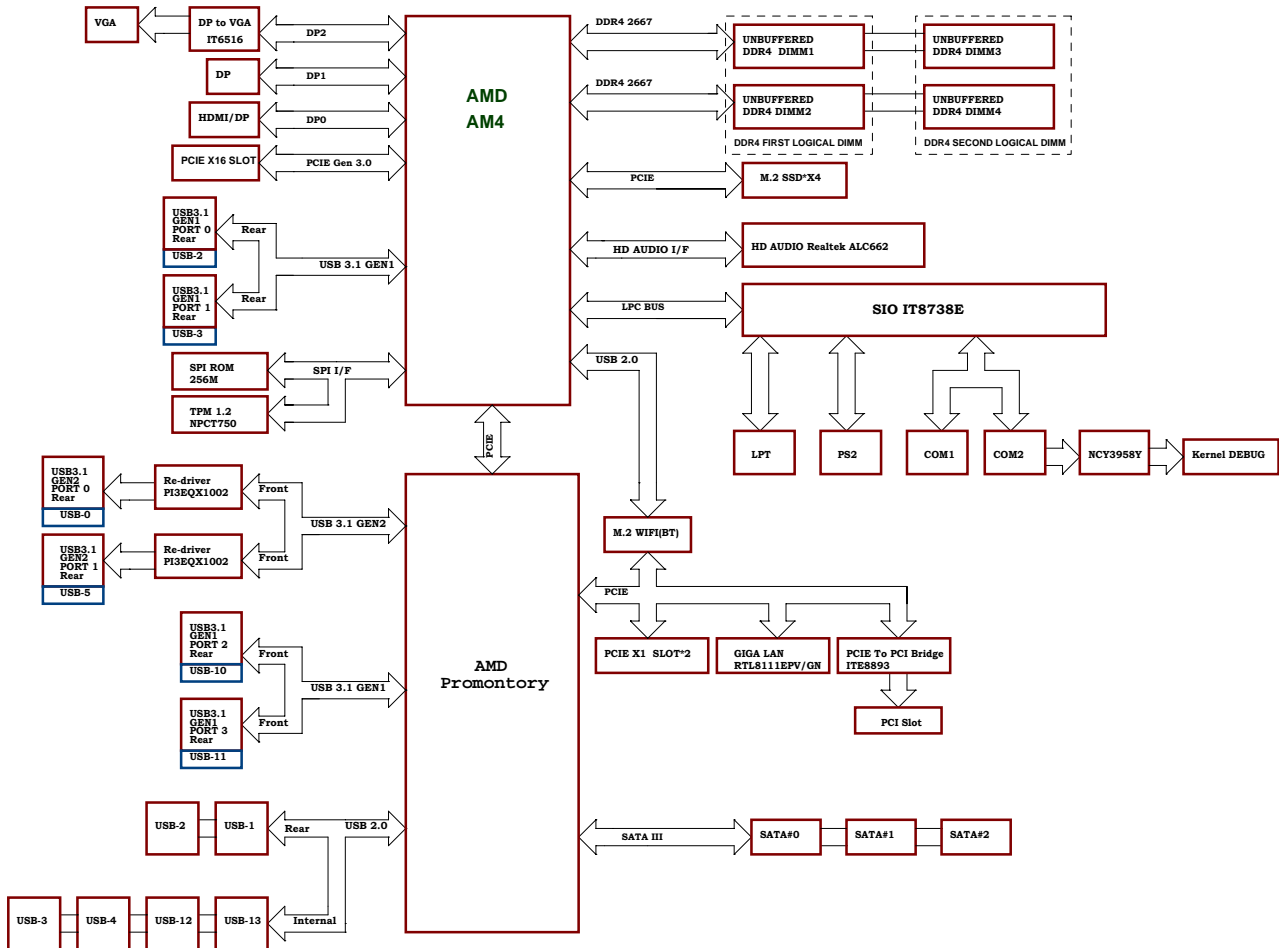 VGA
DP to VGA
IT6516
DP2
DP
DP1
HDMI/DP
DP0
PCIE X16 SLOT
PCIE Gen 3.0
AMD
AM4
DDR4 2667
UNBUFFERED
DDR4 DIMM1
UNBUFFERED
DDR4 DIMM3
DDR4 2667
UNBUFFERED
DDR4 DIMM2
UNBUFFERED
DDR4 DIMM4
DDR4 FIRST LOGICAL DIMM
DDR4 SECOND LOGICAL DIMM
PCIE
M.2 SSD*X4
USB3.1
GEN1
PORT 0
Rear
USB-2
Rear
USB 3.1 GEN1
USB3.1
GEN1
PORT 1
Rear
USB-3
Rear
HD AUDIO I/F
HD AUDIO Realtek ALC662
LPC BUS
SIO IT8738E
SPI ROM
256M
SPI I/F
TPM 1.2
NPCT750
USB 2.0
LPT
PS2
COM1
COM2
NCY3958Y
Kernel DEBUG
PCIE
USB3.1
GEN2
PORT 0
Rear
USB-0
Re-driver
PI3EQX1002
Front
USB 3.1 GEN2
USB3.1
GEN2
PORT 1
Rear
USB-5
Re-driver
PI3EQX1002
Front
M.2 WIFI(BT)
PCIE
PCIE X1 SLOT*2
GIGA LAN
RTL8111EPV/GN
PCIE To PCI Bridge
ITE8893
PCI Slot
USB3.1
GEN1
PORT 2
Rear
USB-10
Front
USB 3.1 GEN1
USB3.1
GEN1
PORT 3
Rear
USB-11
Front
AMD
Promontory
USB-2
USB-1
Rear
USB 2.0
SATA III
SATA#0
SATA#1
SATA#2
USB-3
USB-4
USB-12
USB-13
Internal